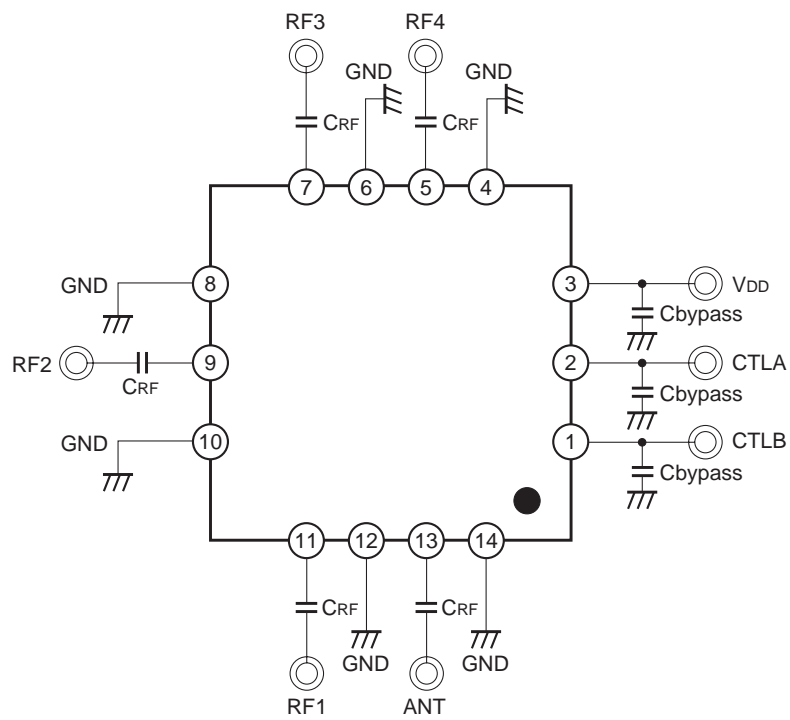 RF3
RF4
GND
GND
CRF
CRF
7
6
5
4
GND
8
3
VDD
Cbypass
RF2
CRF
9
2
CTLA
Cbypass
GND
10
1
CTLB
Cbypass
11
12
13
14
CRF
CRF
GND
GND
RF1
ANT